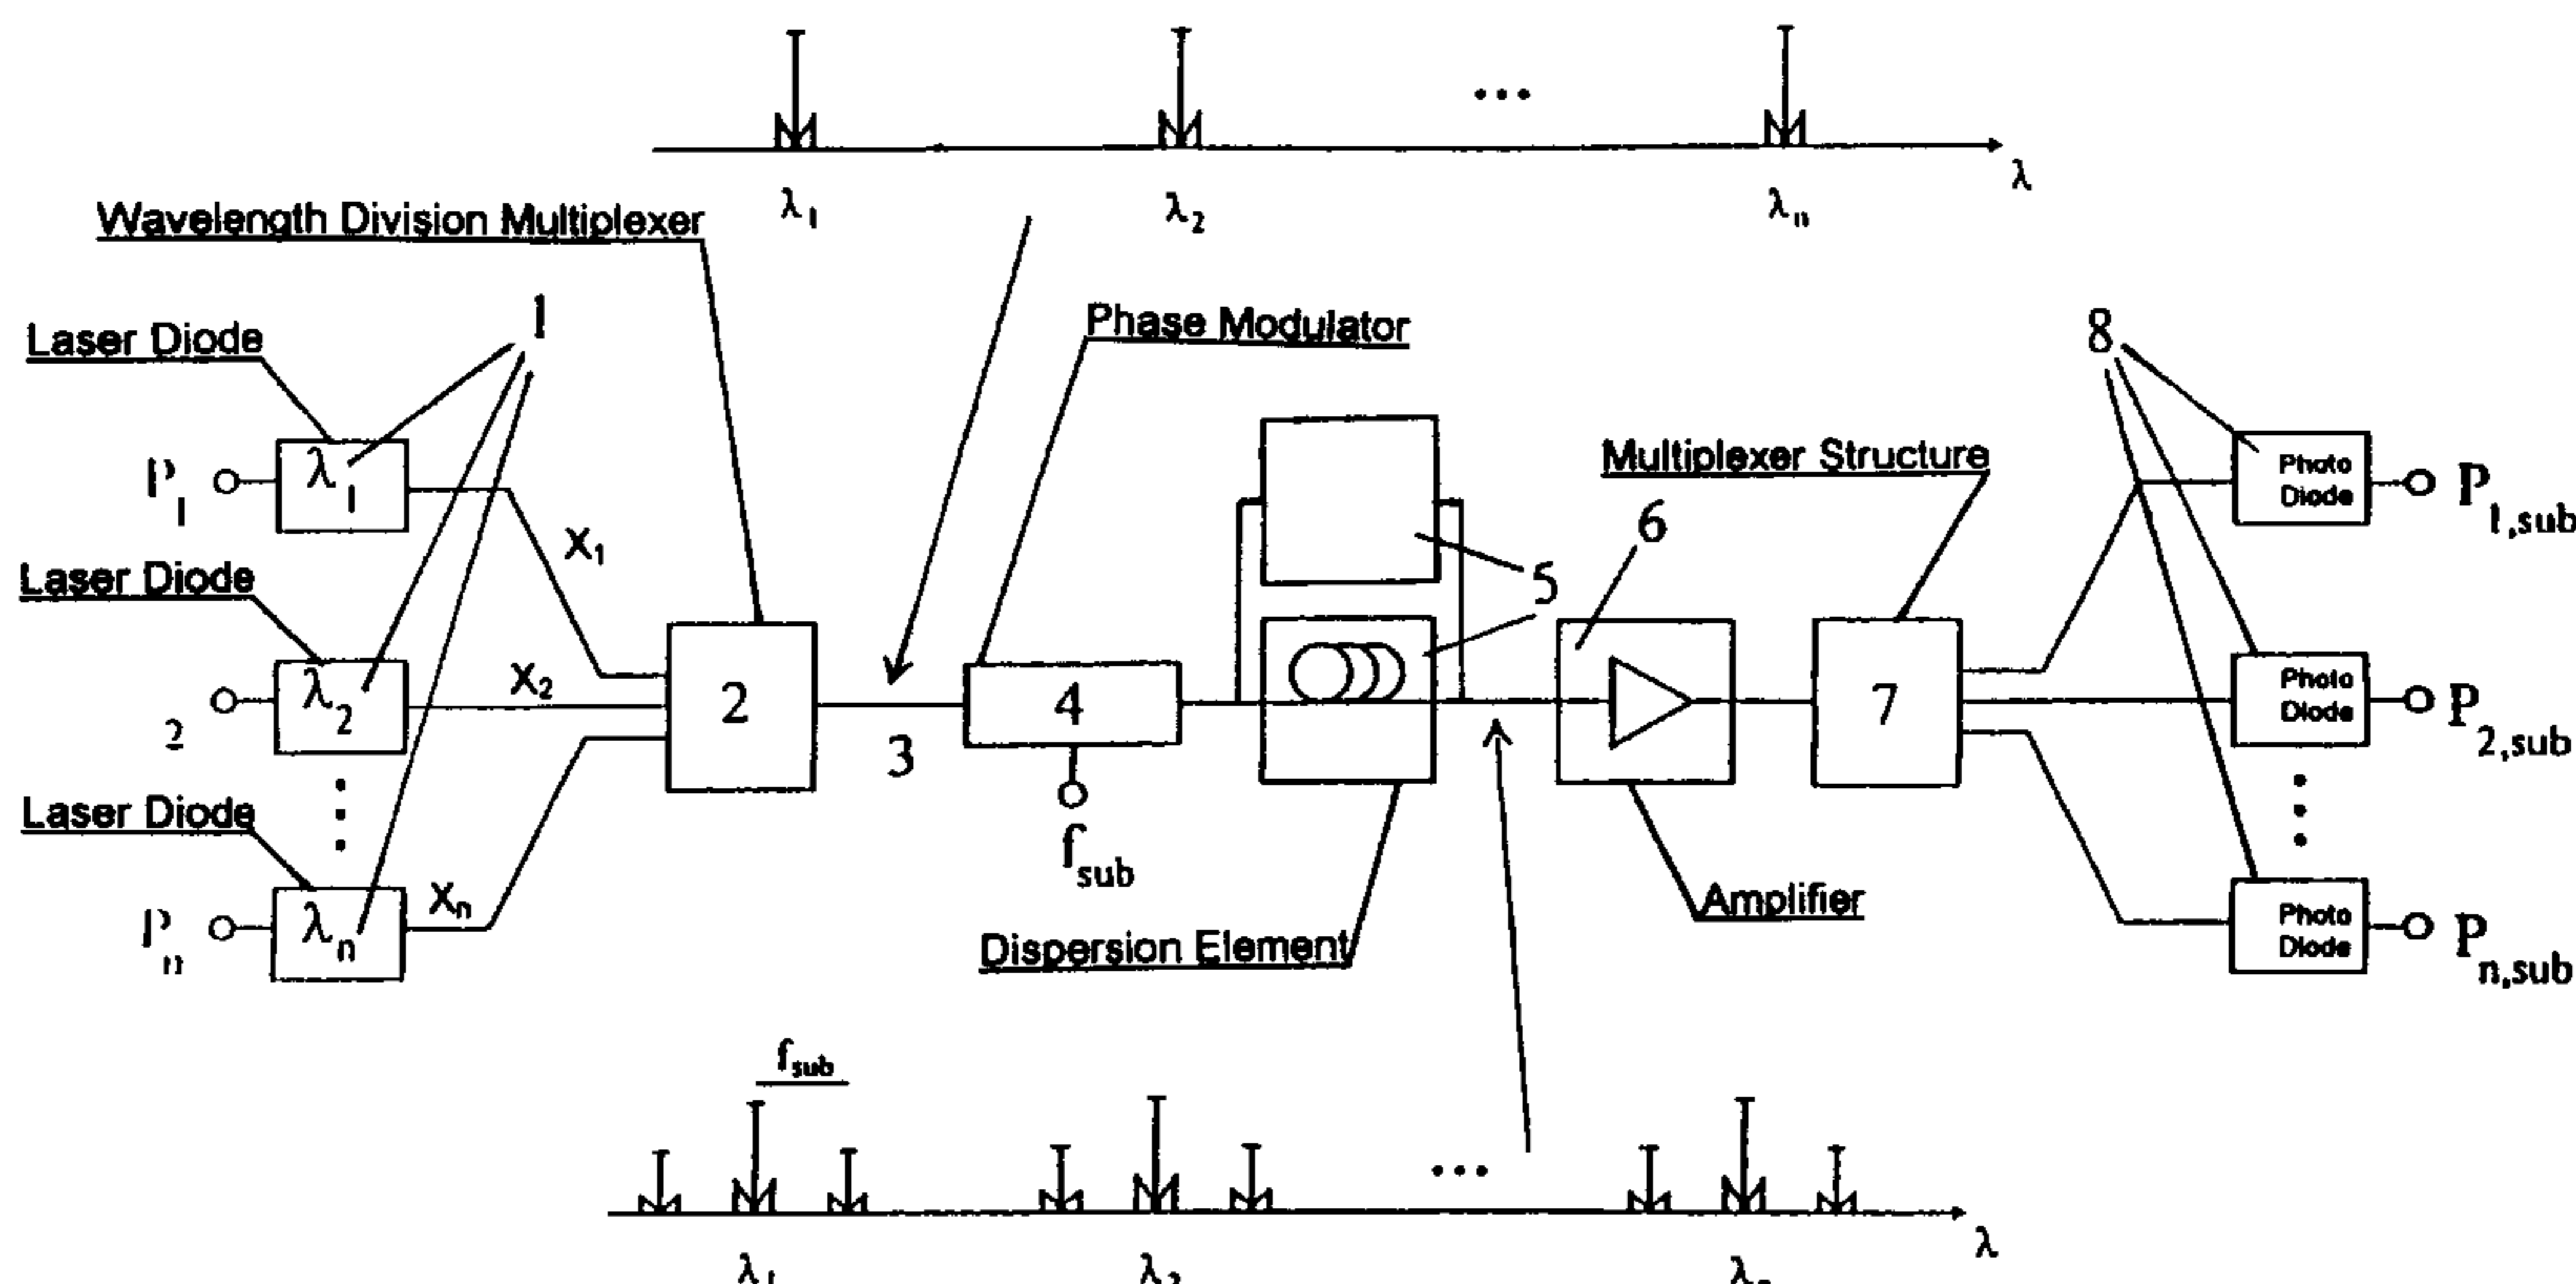 ...
λ
λ1 λ2 λn
Wavelength Division Multiplexer
1
Laser Diode
Phase Modulator
8
P1
λ1
X1
Multiplexer Structure
6
Photo
Diode
P1,sub
Laser Diode
5
2
λ2
X2
2
3
4
7
Photo
Diode
P2,sub
Laser Diode
fsub
Pn
λn
Xn
Dispersion Element
Amplifier
Photo
Diode
Pn,sub
fsub
...
λ
λ1 λ2